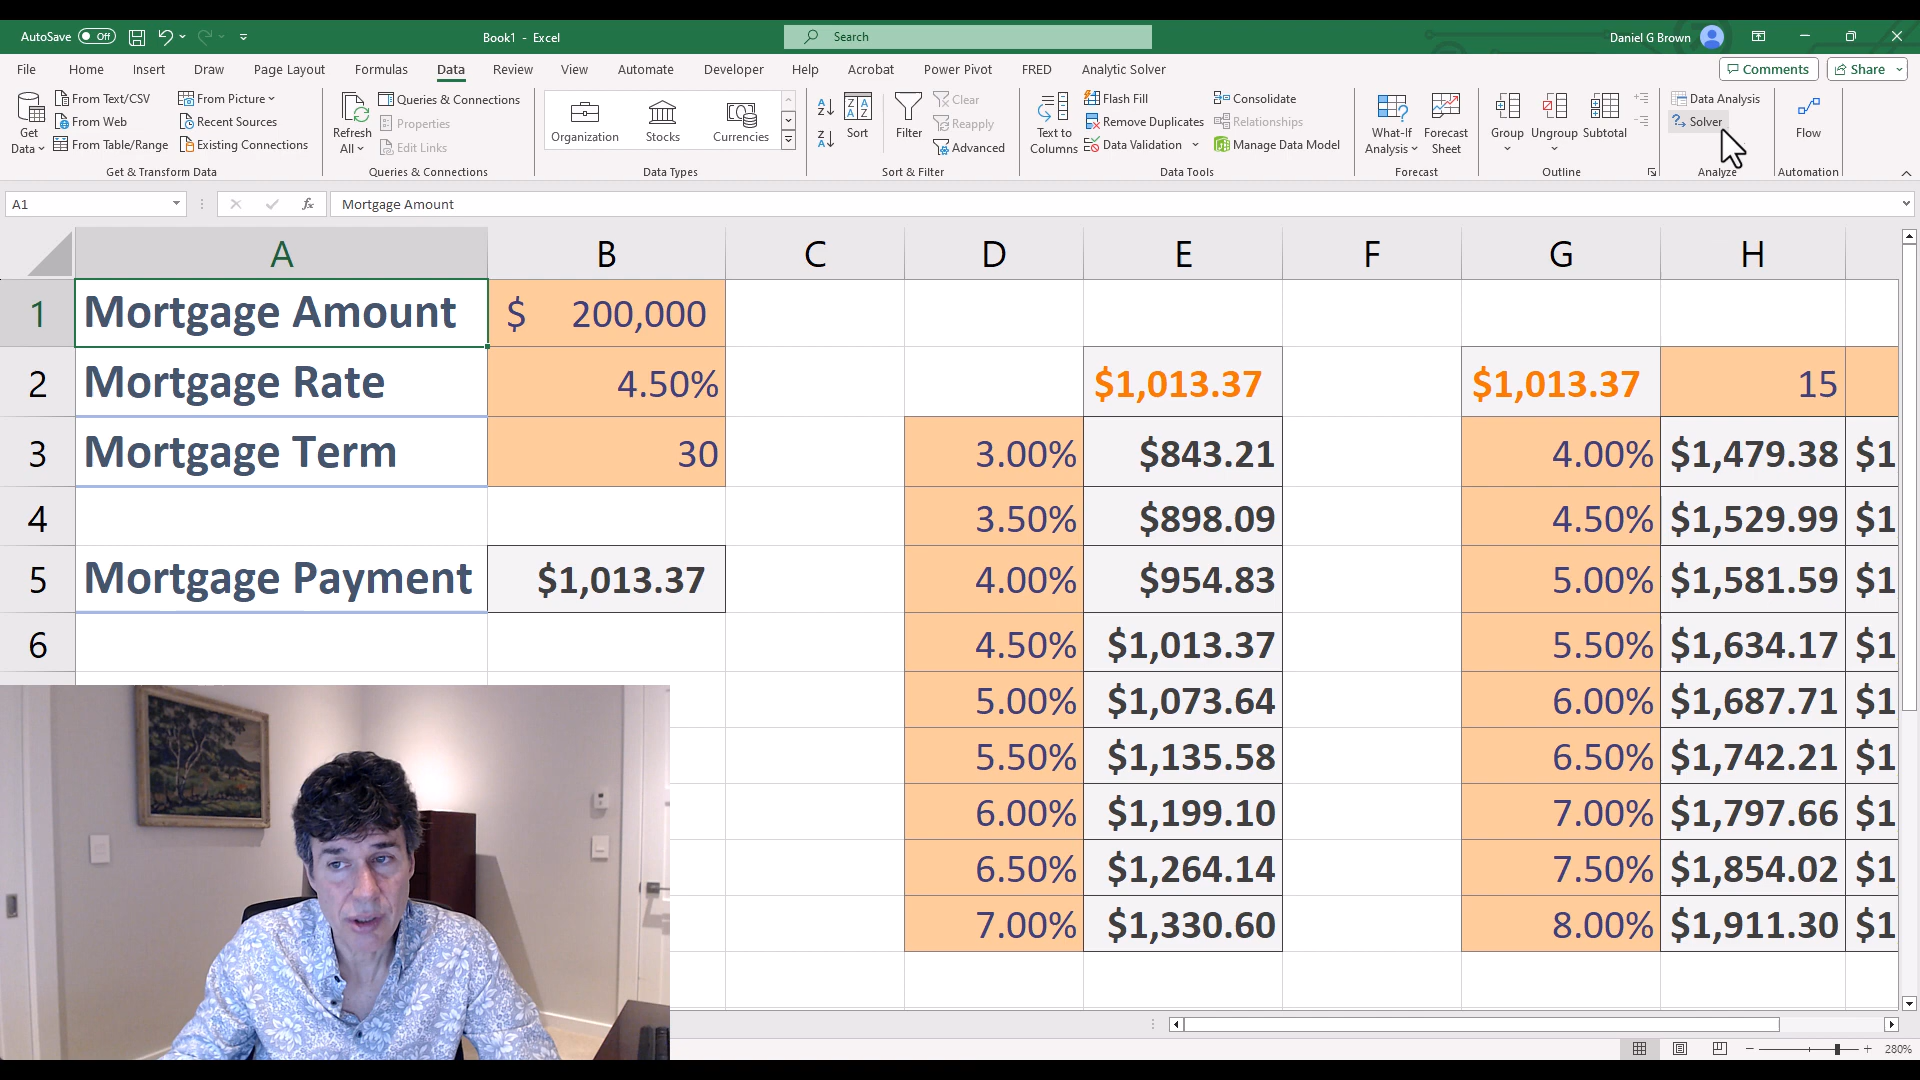 AutoSave Off Book1 - Excel Search Daniel G Brown
File Home Insert Draw Page Layout Formulas Data Review View Automate Developer Help Acrobat Power Pivot FRED Analytic Solver Comments Share
Get Data
From Text/CSV
From Web
From Table/Range
From Picture
Recent Sources
Existing Connections
Get & Transform Data
Refresh All
Queries & Connections
Properties
Edit Links
Queries & Connections
Organization Stocks Currencies
Data Types
Sort
Filter
Clear
Reapply
Advanced
Sort & Filter
Text to Columns
Flash Fill
Remove Duplicates
Data Validation
Consolidate
Relationships
Manage Data Model
Data Tools
What-If Analysis
Forecast Sheet
Forecast
Group Ungroup Subtotal
Outline
Data Analysis
Solver
Analyze
Flow
Automation
A1 fx Mortgage Amount
A B C D E F G H
1 Mortgage Amount $ 200,000
2 Mortgage Rate 4.50% $1,013.37 $1,013.37 15
3 Mortgage Term 30 3.00% $843.21 4.00% $1,479.38 $1
4 3.50% $898.09 4.50% $1,529.99 $1
5 Mortgage Payment $1,013.37 4.00% $954.83 5.00% $1,581.59 $1
6 4.50% $1,013.37 5.50% $1,634.17 $1
5.00% $1,073.64 6.00% $1,687.71 $1
5.50% $1,135.58 6.50% $1,742.21 $1
6.00% $1,199.10 7.00% $1,797.66 $1
6.50% $1,264.14 7.50% $1,854.02 $1
7.00% $1,330.60 8.00% $1,911.30 $1
280%